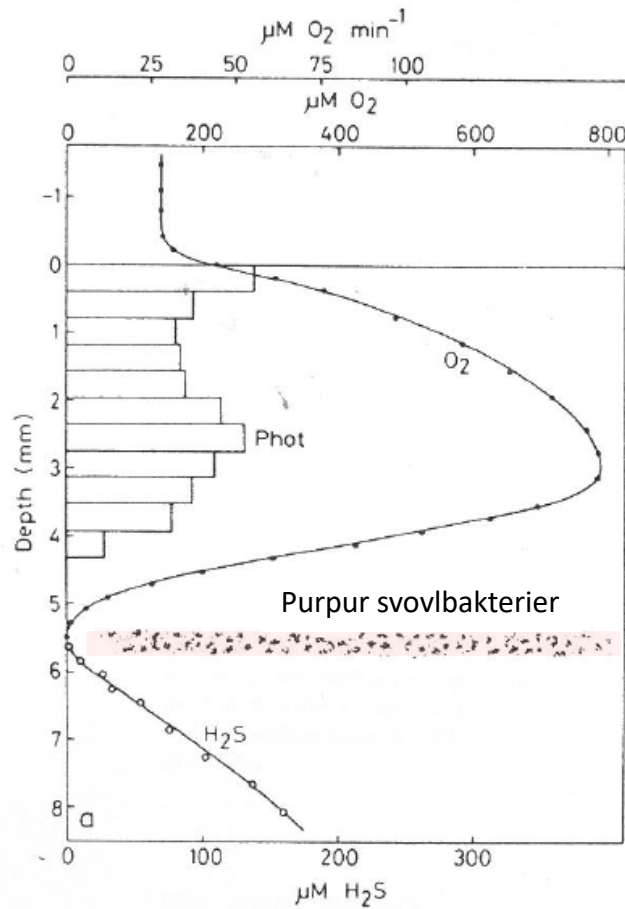 µM O₂ min⁻¹
0 25 50 75 100
µM O₂
0 200 400 600 800
-1
0
O₂
1
2
Phot
Depth (mm)
3
4
5
Purpur svovlbakterier
6
H₂S
7
8
a
0 100 200 300
µM H₂S